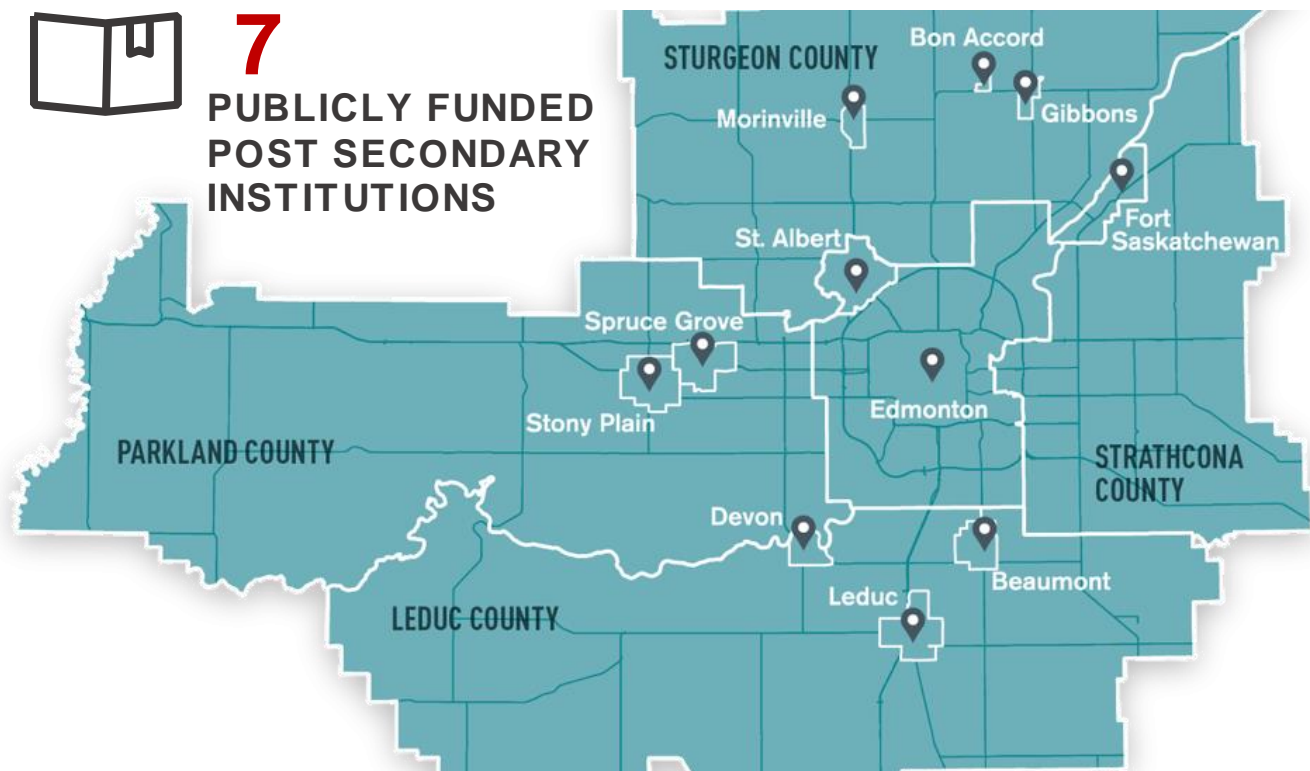 7
PUBLICLY FUNDED
POST SECONDARY
INSTITUTIONS
STURGEON COUNTY
Bon Accord
Morinville
Gibbons
Fort
Saskatchewan
St. Albert
Spruce Grove
Stony Plain
Edmonton
PARKLAND COUNTY
STRATHCONA
COUNTY
Devon
Beaumont
Leduc
LEDUC COUNTY